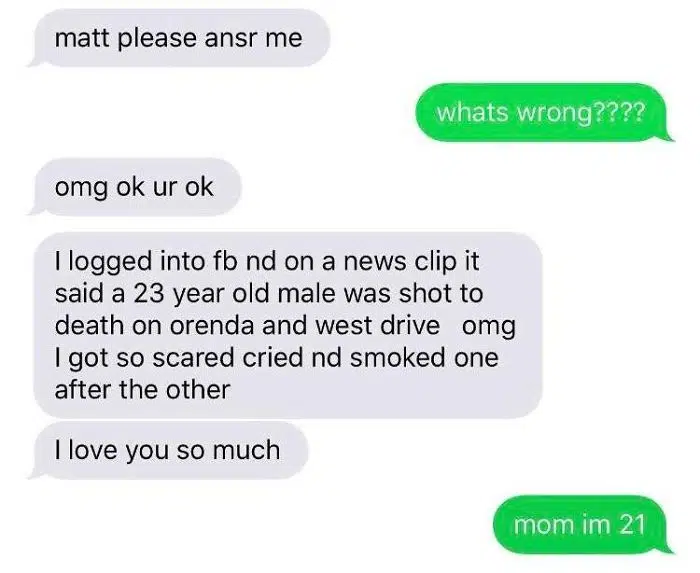 matt please ansr me
whats wrong????
omg ok ur ok
I logged into fb nd on a news clip it
said a 23 year old male was shot to
death on orenda and west drive   omg
I got so scared cried nd smoked one
after the other
I love you so much
mom im 21